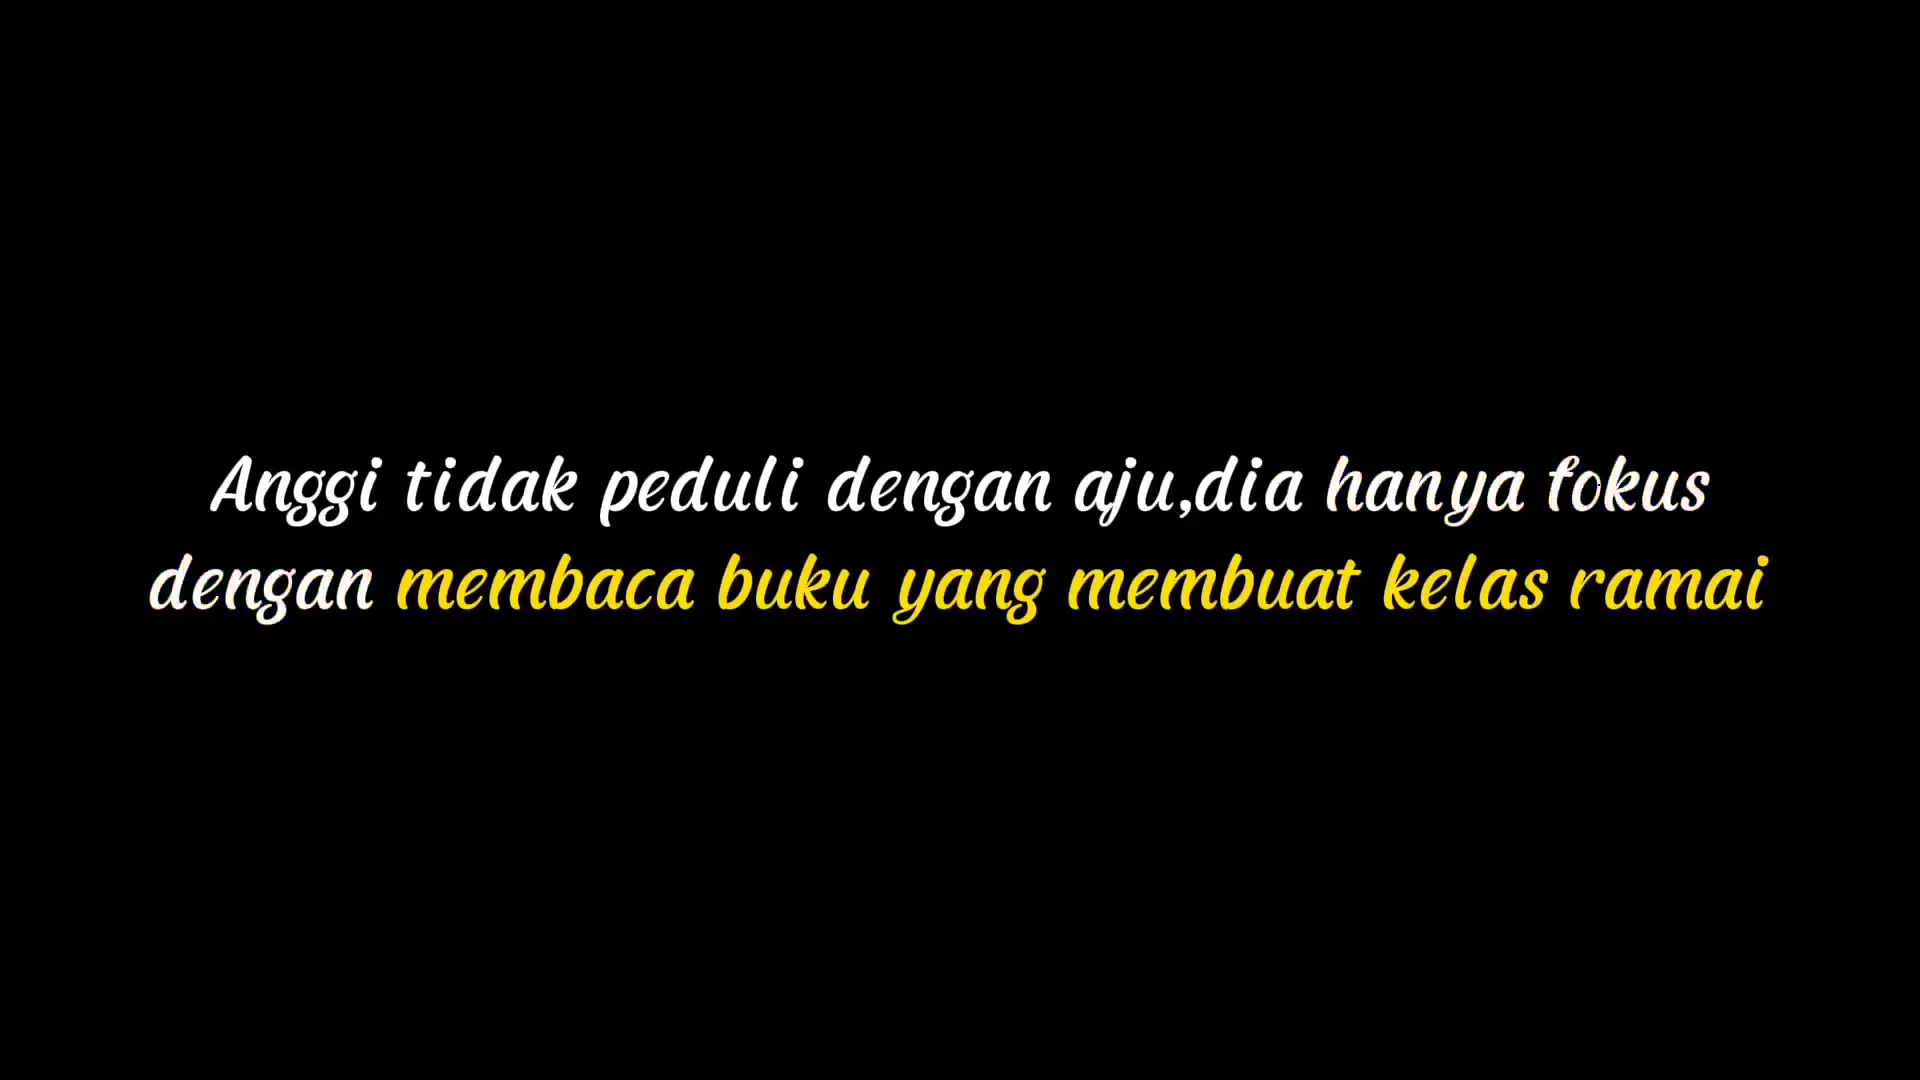 Anggi tidak peduli dengan aju,dia hanya fokus
dengan membaca buku yang membuat kelas ramai